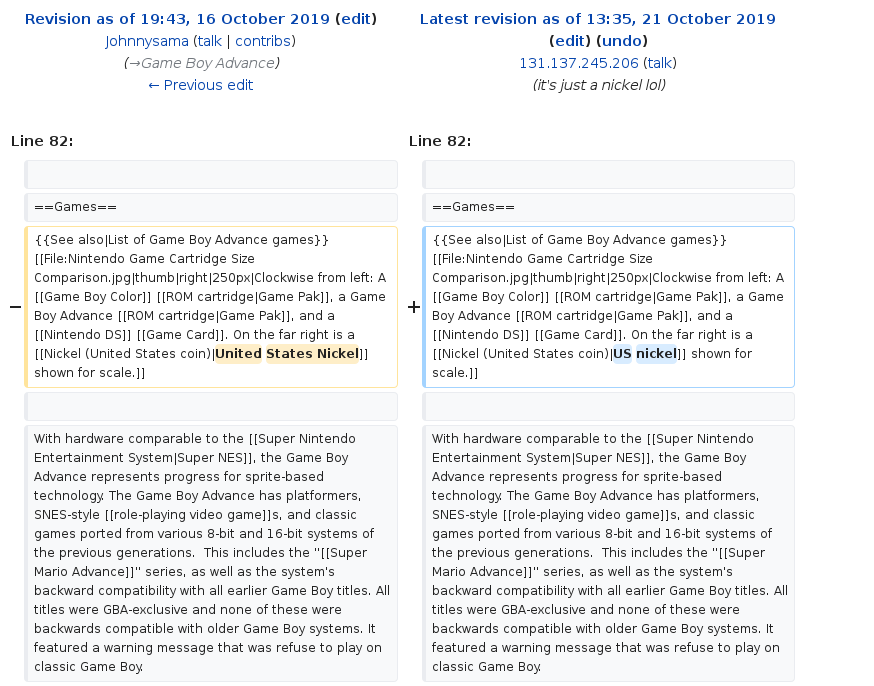 Revision as of 19:43, 16 October 2019 (edit)
Johnnysama (talk | contribs)
(→Game Boy Advance)
← Previous edit
Latest revision as of 13:35, 21 October 2019
(edit) (undo)
131.137.245.206 (talk)
(it's just a nickel lol)
Line 82:
Line 82:
==Games==
==Games==
− {{See also|List of Game Boy Advance games}}
[[File:Nintendo Game Cartridge Size
Comparison.jpg|thumb|right|250px|Clockwise from left: A
[[Game Boy Color]] [[ROM cartridge|Game Pak]], a Game
Boy Advance [[ROM cartridge|Game Pak]], and a
[[Nintendo DS]] [[Game Card]]. On the far right is a
[[Nickel (United States coin)|United States Nickel]]
shown for scale.]]
+ {{See also|List of Game Boy Advance games}}
[[File:Nintendo Game Cartridge Size
Comparison.jpg|thumb|right|250px|Clockwise from left: A
[[Game Boy Color]] [[ROM cartridge|Game Pak]], a Game
Boy Advance [[ROM cartridge|Game Pak]], and a
[[Nintendo DS]] [[Game Card]]. On the far right is a
[[Nickel (United States coin)|US nickel]] shown for
scale.]]
With hardware comparable to the [[Super Nintendo
Entertainment System|Super NES]], the Game Boy
Advance represents progress for sprite-based
technology. The Game Boy Advance has platformers,
SNES-style [[role-playing video game]]s, and classic
games ported from various 8-bit and 16-bit systems of
the previous generations.  This includes the ''[[Super
Mario Advance]]'' series, as well as the system's
backward compatibility with all earlier Game Boy titles. All
titles were GBA-exclusive and none of these were
backwards compatible with older Game Boy systems. It
featured a warning message that was refuse to play on
classic Game Boy.
With hardware comparable to the [[Super Nintendo
Entertainment System|Super NES]], the Game Boy
Advance represents progress for sprite-based
technology. The Game Boy Advance has platformers,
SNES-style [[role-playing video game]]s, and classic
games ported from various 8-bit and 16-bit systems of
the previous generations.  This includes the ''[[Super
Mario Advance]]'' series, as well as the system's
backward compatibility with all earlier Game Boy titles. All
titles were GBA-exclusive and none of these were
backwards compatible with older Game Boy systems. It
featured a warning message that was refuse to play on
classic Game Boy.